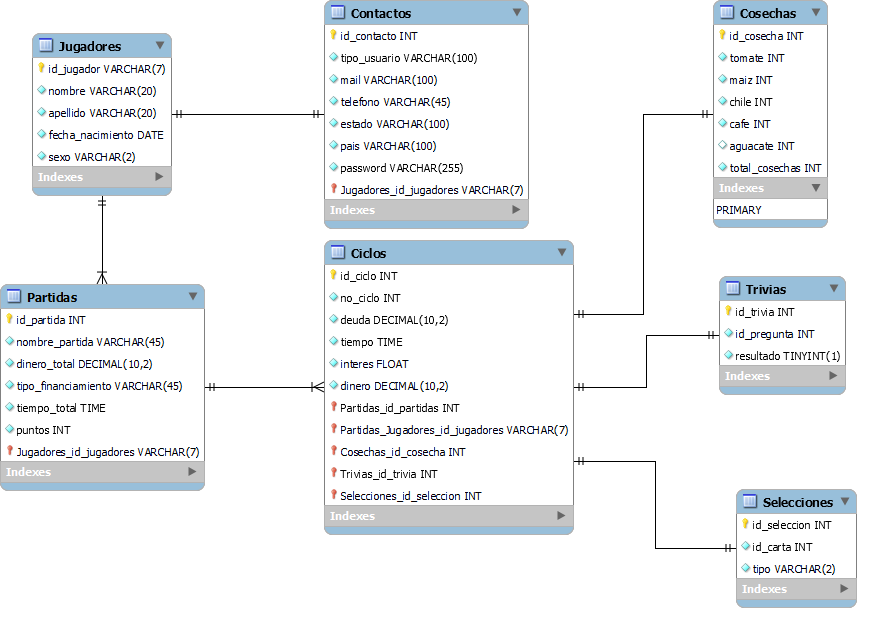 Jugadores
id_jugador VARCHAR(7)
nombre VARCHAR(20)
apellido VARCHAR(20)
fecha_nacimiento DATE
sexo VARCHAR(2)
Indexes
Contactos
id_contacto INT
tipo_usuario VARCHAR(100)
mail VARCHAR(100)
telefono VARCHAR(45)
estado VARCHAR(100)
pais VARCHAR(100)
password VARCHAR(255)
Jugadores_id_jugadores VARCHAR(7)
Indexes
Cosechas
id_cosecha INT
tomate INT
maiz INT
chile INT
cafe INT
aguacate INT
total_cosechas INT
Indexes
PRIMARY
Partidas
id_partida INT
nombre_partida VARCHAR(45)
dinero_total DECIMAL(10,2)
tipo_financiamiento VARCHAR(45)
tiempo_total TIME
puntos INT
Jugadores_id_jugadores VARCHAR(7)
Indexes
Ciclos
id_ciclo INT
no_ciclo INT
deuda DECIMAL(10,2)
tiempo TIME
interes FLOAT
dinero DECIMAL(10,2)
Partidas_id_partidas INT
Partidas_Jugadores_id_jugadores VARCHAR(7)
Cosechas_id_cosecha INT
Trivias_id_trivia INT
Selecciones_id_seleccion INT
Indexes
Trivias
id_trivia INT
id_pregunta INT
resultado TINYINT(1)
Indexes
Selecciones
id_seleccion INT
id_carta INT
tipo VARCHAR(2)
Indexes